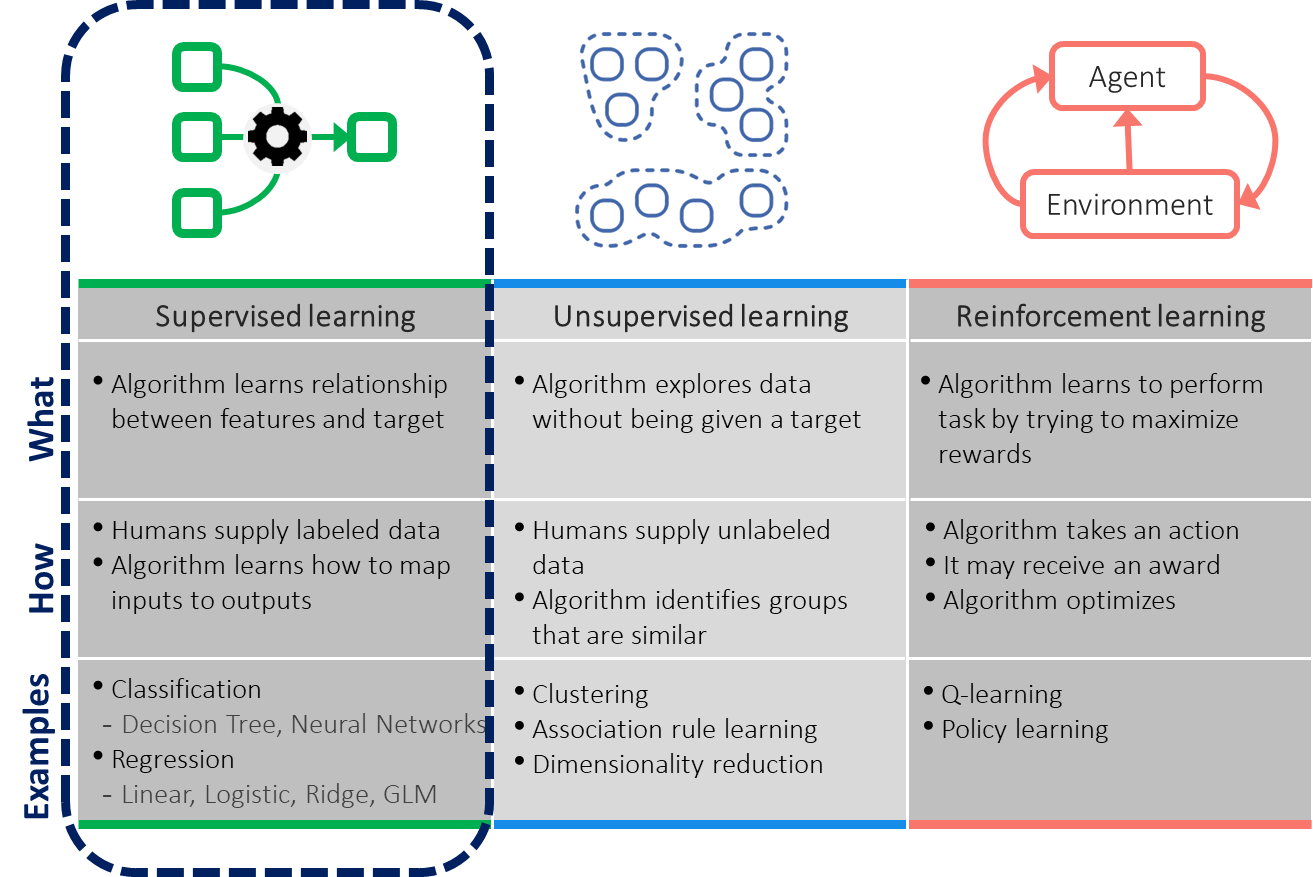 Agent
Environment
Supervised learning
Unsupervised learning
Reinforcement learning
What
• Algorithm learns relationship
between features and target
• Algorithm explores data
without being given a target
• Algorithm learns to perform
task by trying to maximize
rewards
How
• Humans supply labeled data
• Algorithm learns how to map
inputs to outputs
• Humans supply unlabeled
data
• Algorithm identifies groups
that are similar
• Algorithm takes an action
• It may receive an award
• Algorithm optimizes
Examples
• Classification
- Decision Tree, Neural Networks
• Regression
- Linear, Logistic, Ridge, GLM
• Clustering
• Association rule learning
• Dimensionality reduction
• Q-learning
• Policy learning